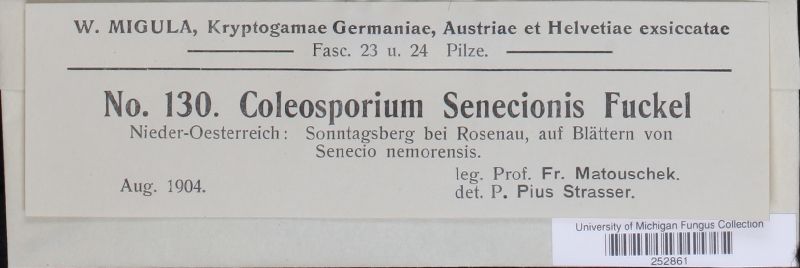 W. MIGULA, Kryptogamae Germaniae, Austriae et Helvetiae exsiccatae
Fasc. 23 u. 24 Pilze.
No. 130. Coleosporium Senecionis Fuckel
Nieder-Oesterreich: Sonntagsberg bei Rosenau, auf Blättern von
Senecio nemorensis.
leg. Prof. Fr. Matouschek.
Aug. 1904.
det. P. Pius Strasser.
University of Michigan Fungus Collection
252861